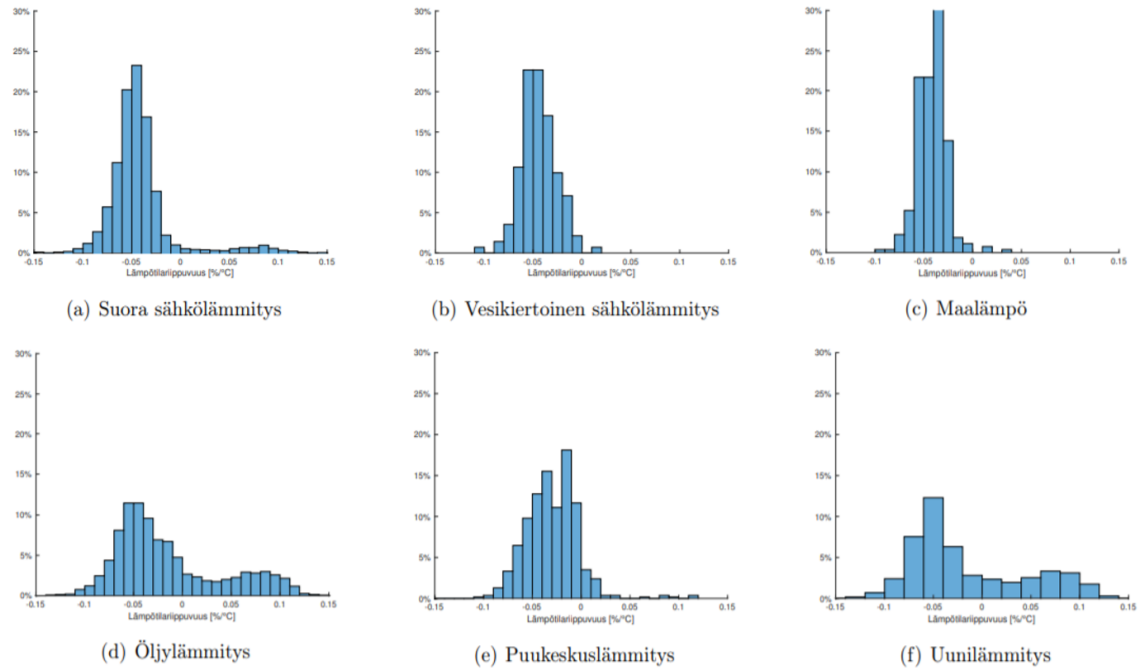 30%
25%
20%
15%
10%
5%
0%
-0.15 -0.1 -0.05 0 0.05 0.1 0.15
Lämpötilariippuvuus [%/°C]
(a) Suora sähkölämmitys
30%
25%
20%
15%
10%
5%
0%
-0.15 -0.1 -0.05 0 0.05 0.1 0.15
Lämpötilariippuvuus [%/°C]
(b) Vesikiertoinen sähkölämmitys
30%
25%
20%
15%
10%
5%
0%
-0.15 -0.1 -0.05 0 0.05 0.1 0.15
Lämpötilariippuvuus [%/°C]
(c) Maalämpö
30%
25%
20%
15%
10%
5%
0%
-0.15 -0.1 -0.05 0 0.05 0.1 0.15
Lämpötilariippuvuus [%/°C]
(d) Öljylämmitys
30%
25%
20%
15%
10%
5%
0%
-0.15 -0.1 -0.05 0 0.05 0.1 0.15
Lämpötilariippuvuus [%/°C]
(e) Puukeskuslämmitys
30%
25%
20%
15%
10%
5%
0%
-0.15 -0.1 -0.05 0 0.05 0.1 0.15
Lämpötilariippuvuus [%/°C]
(f) Uunilämmitys